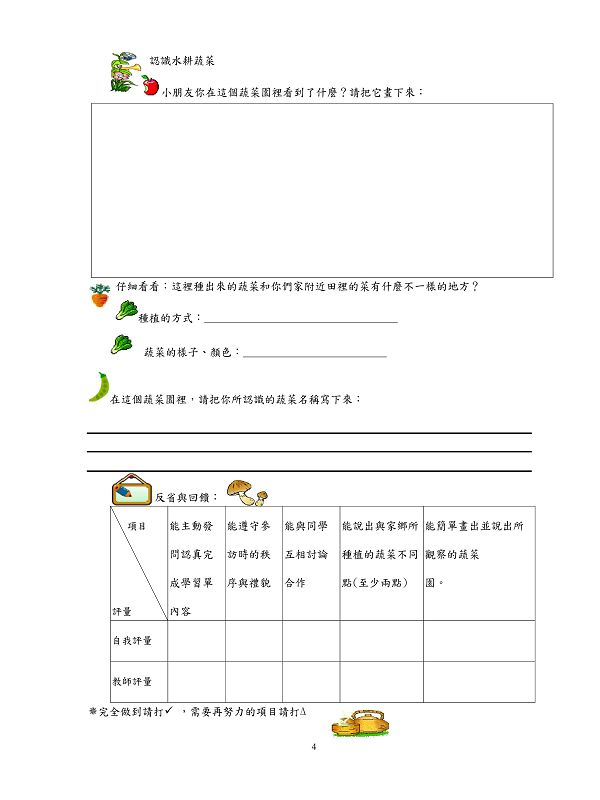 認識水耕蔬菜
小朋友你在這個蔬菜園裡看到了什麼？請把它畫下來：
仔細看看：這裡種出來的蔬菜和你們家附近田裡的菜有什麼不一樣的地方？
種植的方式：
蔬菜的樣子、顏色：
在這個蔬菜園裡，請把你所認識的蔬菜名稱寫下來：
反省與回饋：
項目
評量
能主動發
問認真完
成學習單
內容
能遵守參
訪時的秩
序與禮貌
能與同學
互相討論
合作
能說出與家鄉所
種植的蔬菜不同
點(至少兩點)
能簡單畫出並說出所
觀察的蔬菜
園。
自我評量
教師評量
※完全做到請打✓ ，需要再努力的項目請打Δ
4